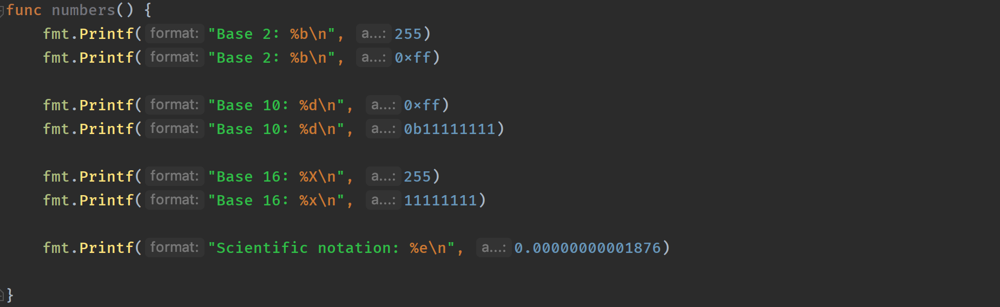 func numbers() {
fmt.Printf( format: "Base 2: %b\n", a...: 255)
fmt.Printf( format: "Base 2: %b\n", a...: 0xff)
fmt.Printf( format: "Base 10: %d\n", a...: 0xff)
fmt.Printf( format: "Base 10: %d\n", a...: 0b11111111)
fmt.Printf( format: "Base 16: %X\n", a...: 255)
fmt.Printf( format: "Base 16: %x\n", a...: 11111111)
fmt.Printf( format: "Scientific notation: %e\n", a...: 0.00000000001876)
}